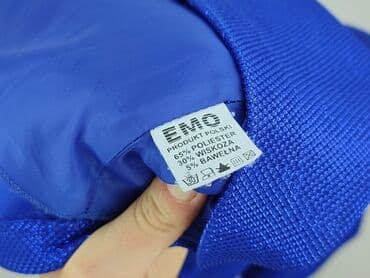 EMO
PRODUKT POLSKI
65% POLIESTER
30% WISKOZA
5% BAWEŁNA